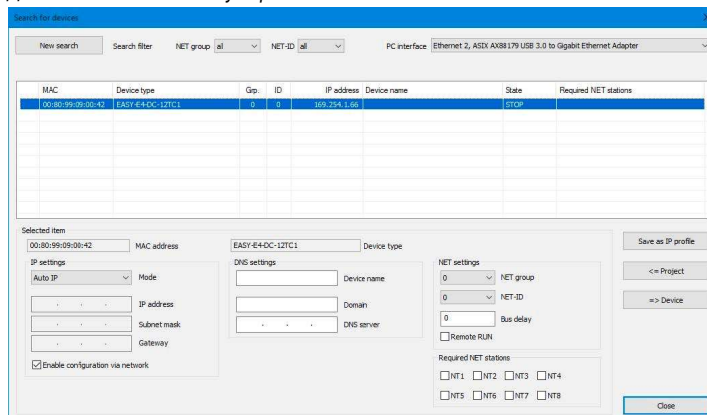 Search for devices
New search Search filter NET group all NET-ID all PC interface Ethernet 2, ASIX AX88179 USB 3.0 to Gigabit Ethernet Adapter
MAC Device type Grp. ID IP address Device name State Required NET stations
00:80:99:09:00:42 EASY-E4-DC-12TC1 0 0 169.254.1.66 STOP
Selected item
00:80:99:09:00:42 MAC address EASY-E4-DC-12TC1 Device type Save as IP profile
IP settings DNS settings NET settings
Auto IP Mode Device name 0 NET group <= Project
IP address Domain 0 NET-ID => Device
Subnet mask DNS server 0 Bus delay
Gateway Remote RUN
Enable configuration via network Required NET stations
NT1 NT2 NT3 NT4
NT5 NT6 NT7 NT8
Close